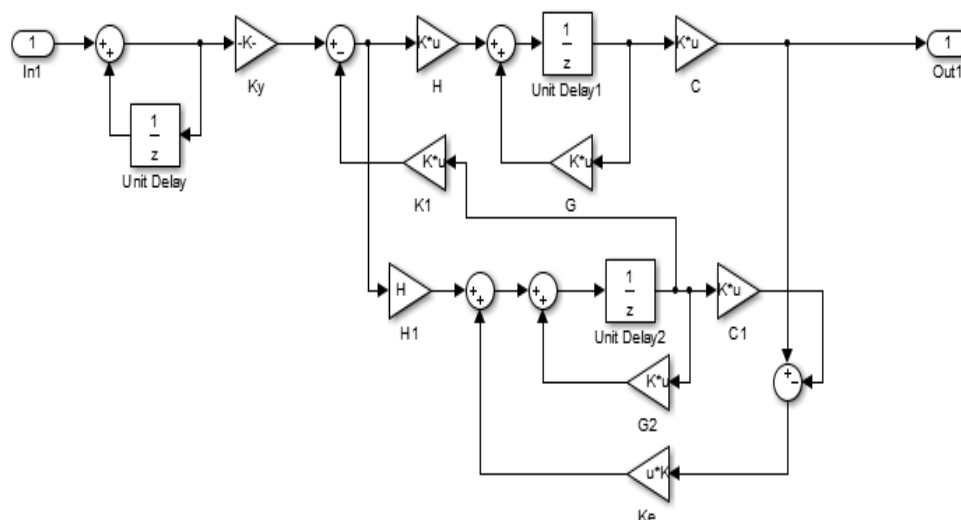 1
In1
+
+
-K-
Ky
+
−
K*u
H
+
+
1
z
Unit Delay1
K*u
C
1
Out1
1
z
Unit Delay
K*u
K1
K*u
G
H
H1
+
+
+
+
1
z
Unit Delay2
K*u
C1
+
−
K*u
G2
u*K
Ke